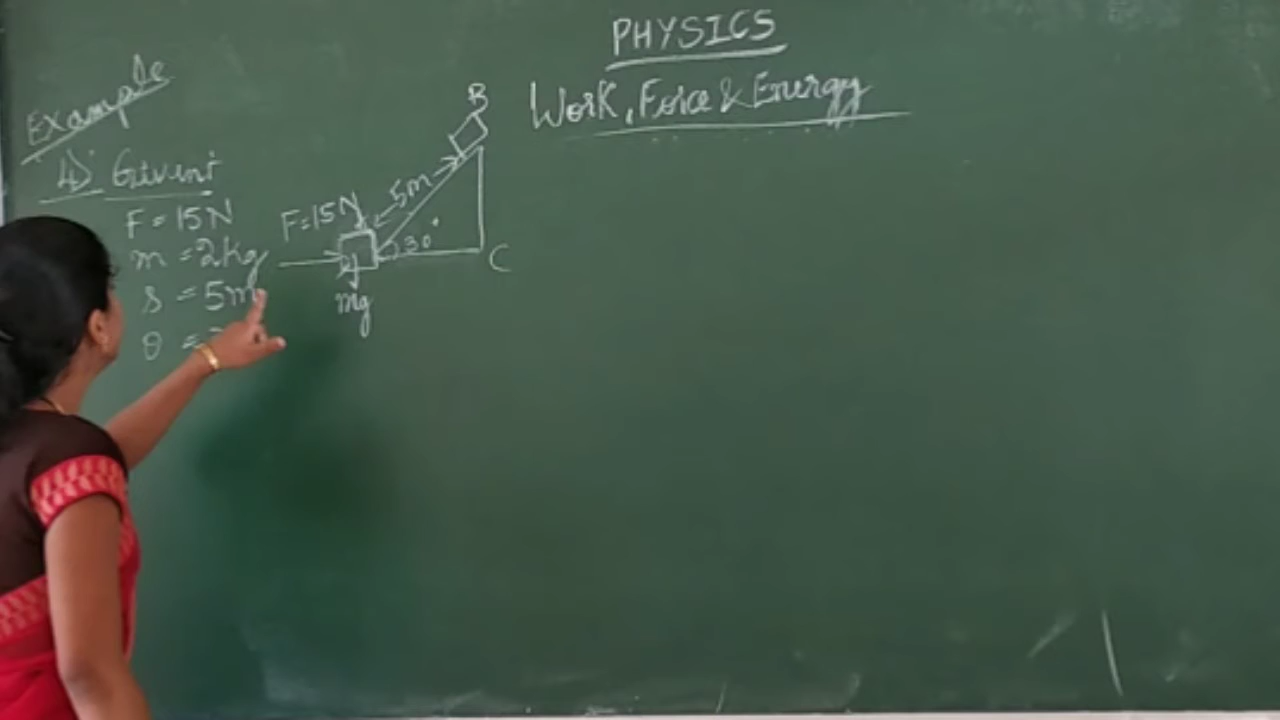 PHYSICS
Work, Force & Energy
Example
4) Given:
F = 15N
m = 2kg
s = 5m
θ =
B
5m
F=15N
30°
C
mg